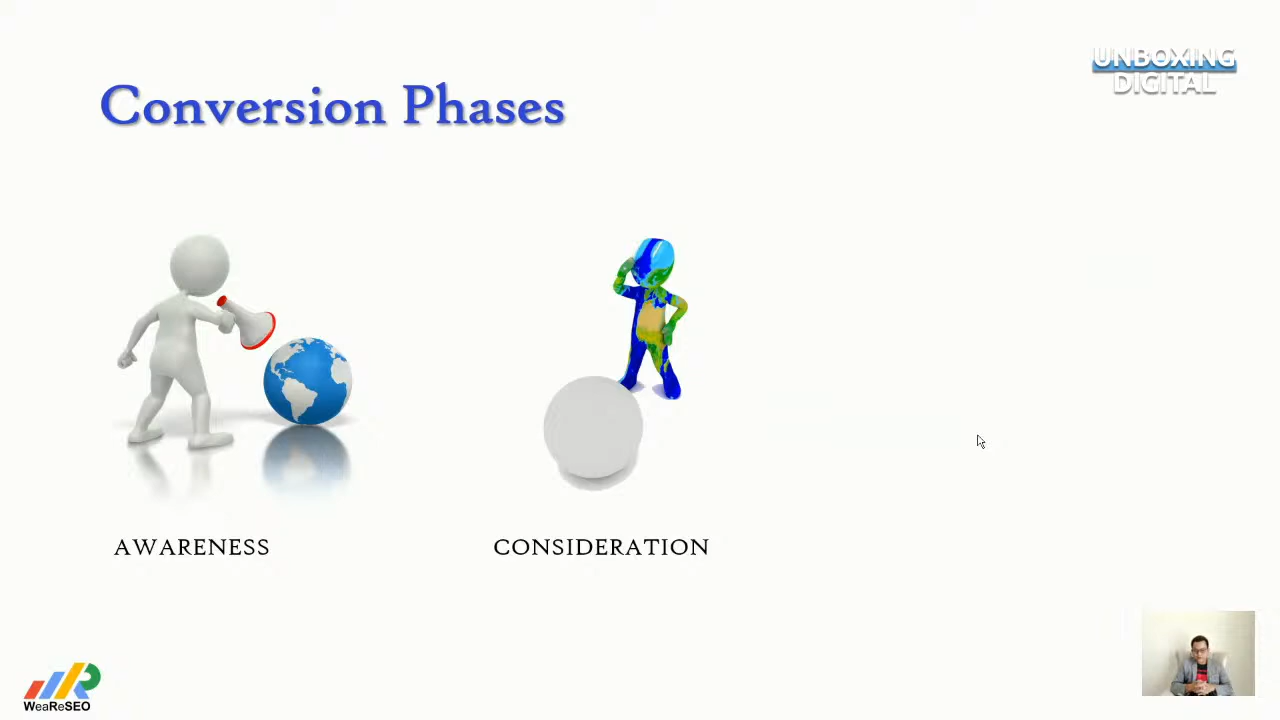 UNBOXING
DIGITAL
Conversion Phases
AWARENESS
CONSIDERATION
WeaReSEO